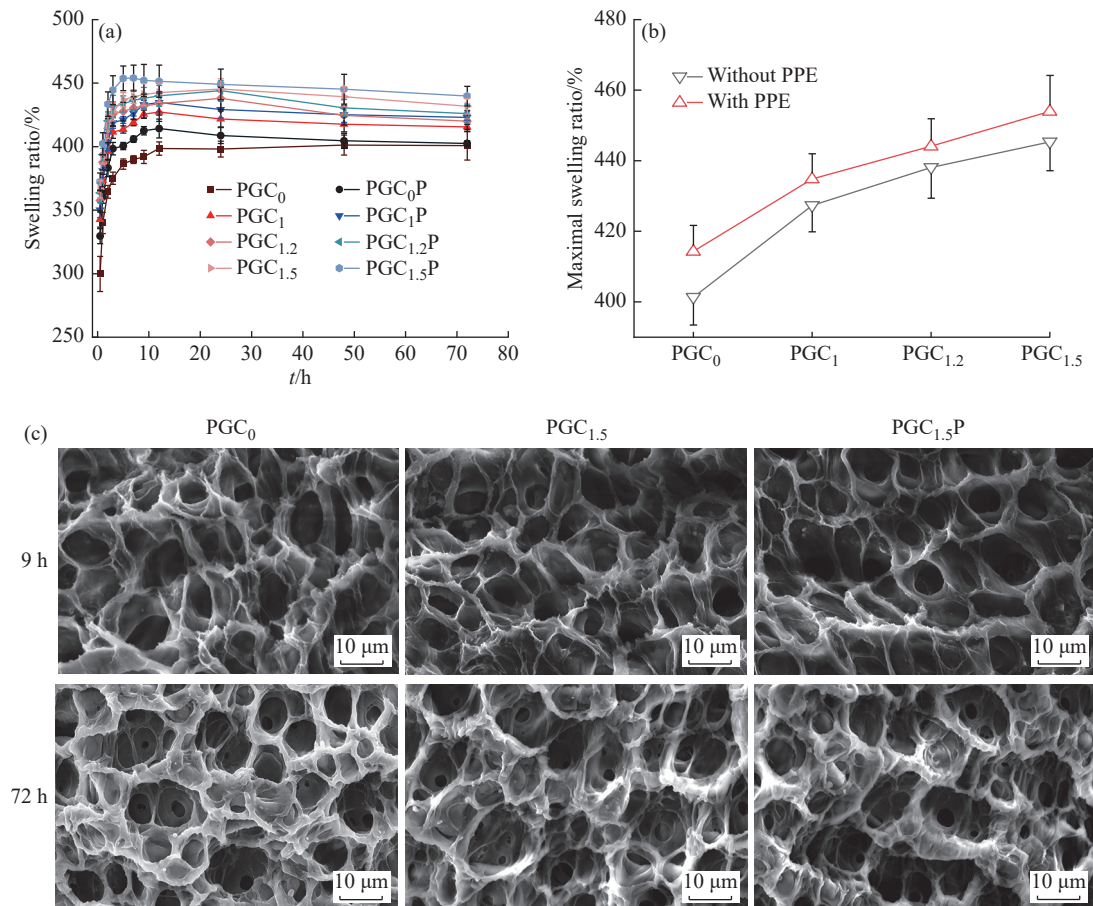 (a)
500
450
400
350
300
250
Swelling ratio/%
PGC₀
PGC₁
PGC₁.₂
PGC₁.₅
PGC₀P
PGC₁P
PGC₁.₂P
PGC₁.₅P
0 10 20 30 40 50 60 70 80
t/h
(b)
480
460
440
420
400
Maximal swelling ratio/%
Without PPE
With PPE
PGC₀ PGC₁ PGC₁.₂ PGC₁.₅
(c)
PGC₀ PGC₁.₅ PGC₁.₅P
9 h
10 μm 10 μm 10 μm
72 h
10 μm 10 μm 10 μm